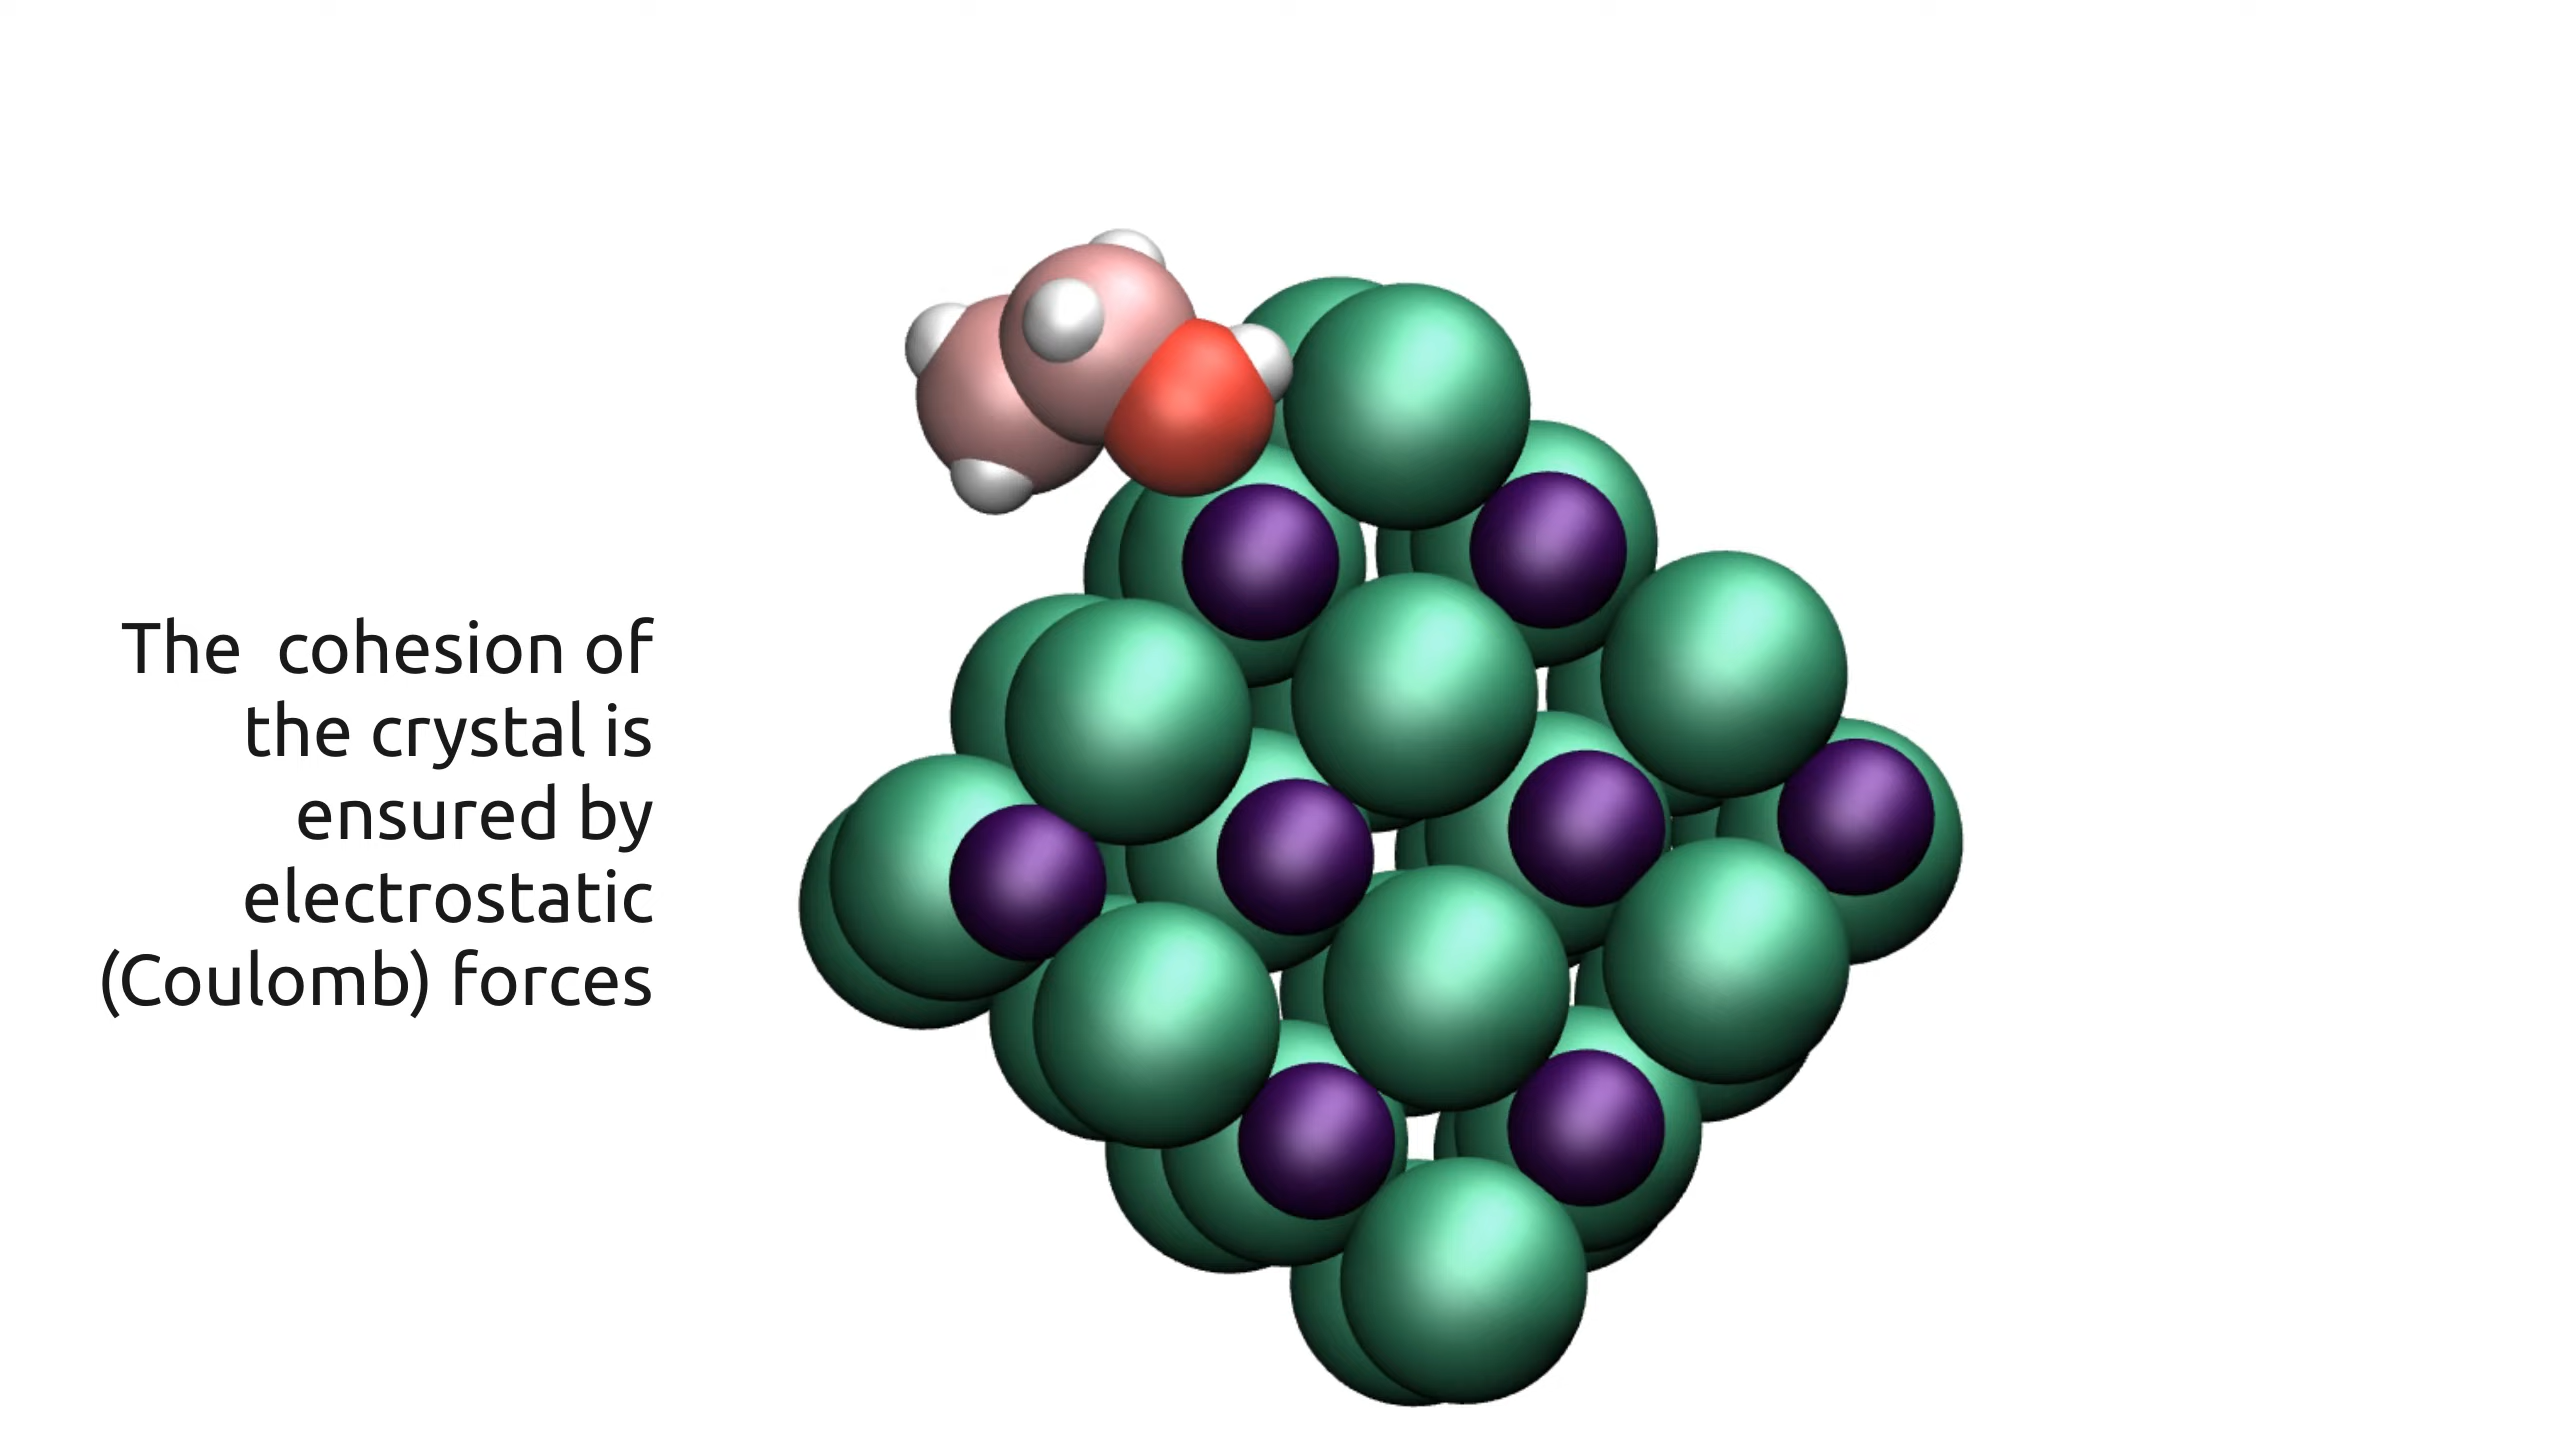 The  cohesion of
the crystal is
ensured by
electrostatic
(Coulomb) forces